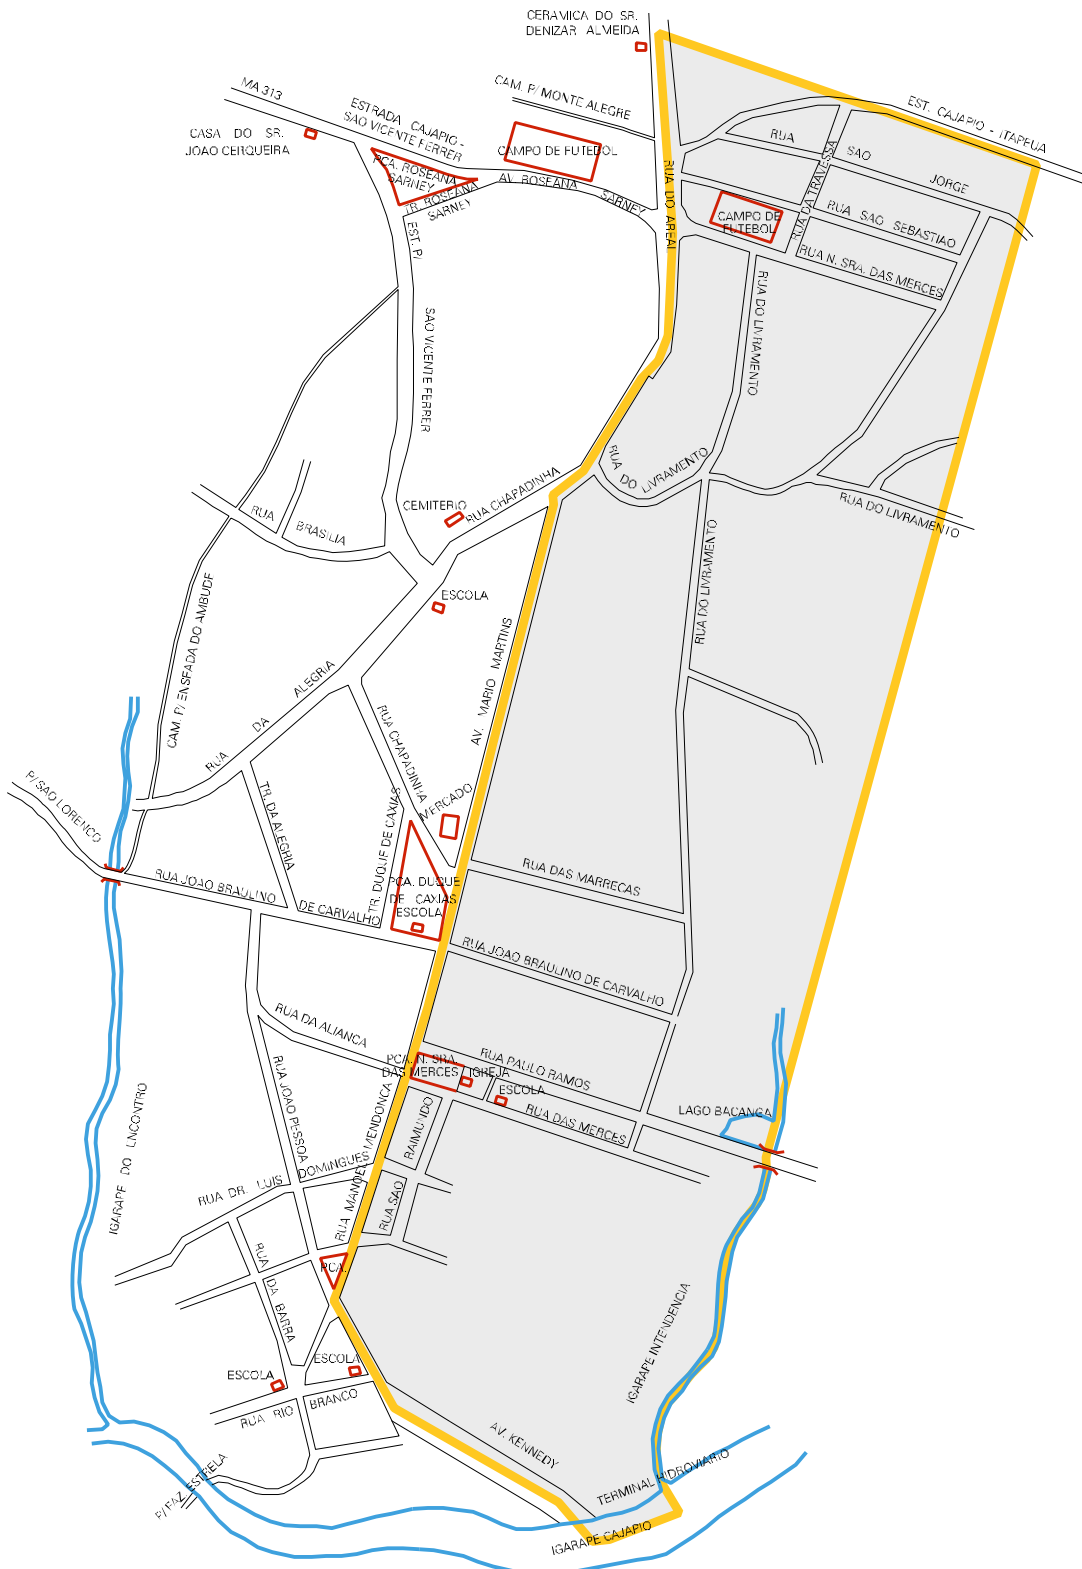 CERAMICA DO SR.
DENIZAR ALMEIDA
MA 313
ESTRADA CAJAPIO -
SAO VICENTE FERRER
CAM. P/ MONTE ALEGRE
EST. CAJAPIO - ITAPEUA
CASA DO SR.
JOAO CERQUEIRA
CAMPO DE FUTEBOL
PCA. ROSEANA
SARNEY
AV. ROSEANA SARNEY
TR. ROSEANA
SARNEY
RUA DO AREAL
RUA SAO JORGE
RUA DA TRAVESSA
CAMPO DE
FUTEBOL
RUA SAO SEBASTIAO
RUA N. SRA. DAS MERCES
EST. P/ SAO VICENTE FERRER
RUA DO LIVRAMENTO
RUA DO LIVRAMENTO
RUA DO LIVRAMENTO
RUA DO LIVRAMENTO
CEMITERIO
RUA CHAPADINHA
RUA BRASILIA
ESCOLA
CAM. P/ ENSEADA DO AMBUDE
RUA DA ALEGRIA
AV. MARIO MARTINS
RUA CHAPADINHA
P/ SAO LORENCO
TR. DA ALEGRIA
TR. DUQUE DE CAXIAS
MERCADO
RUA JOAO BRAULINO DE CARVALHO
PCA. DUQUE
DE CAXIAS
ESCOLA
RUA DAS MARRECAS
RUA JOAO BRAULINO DE CARVALHO
RUA DA ALIANCA
PCA. N. SRA.
DAS MERCES
IGREJA
RUA PAULO RAMOS
ESCOLA
RUA DAS MERCES
LAGO BACANGA
IGARAPE DO ENCONTRO
RUA JOAO PESSOA
RUA MANOEL MENDONCA
RAIMUNDO
RUA SAO
RUA DR. LUIS DOMINGUES
RUA DA BARRA
PCA.
IGARAPE INTENDENCIA
ESCOLA
ESCOLA
RUA RIO BRANCO
AV. KENNEDY
P/ FAZ. ESTRELA
TERMINAL HIDROVIARIO
IGARAPE CAJAPIO